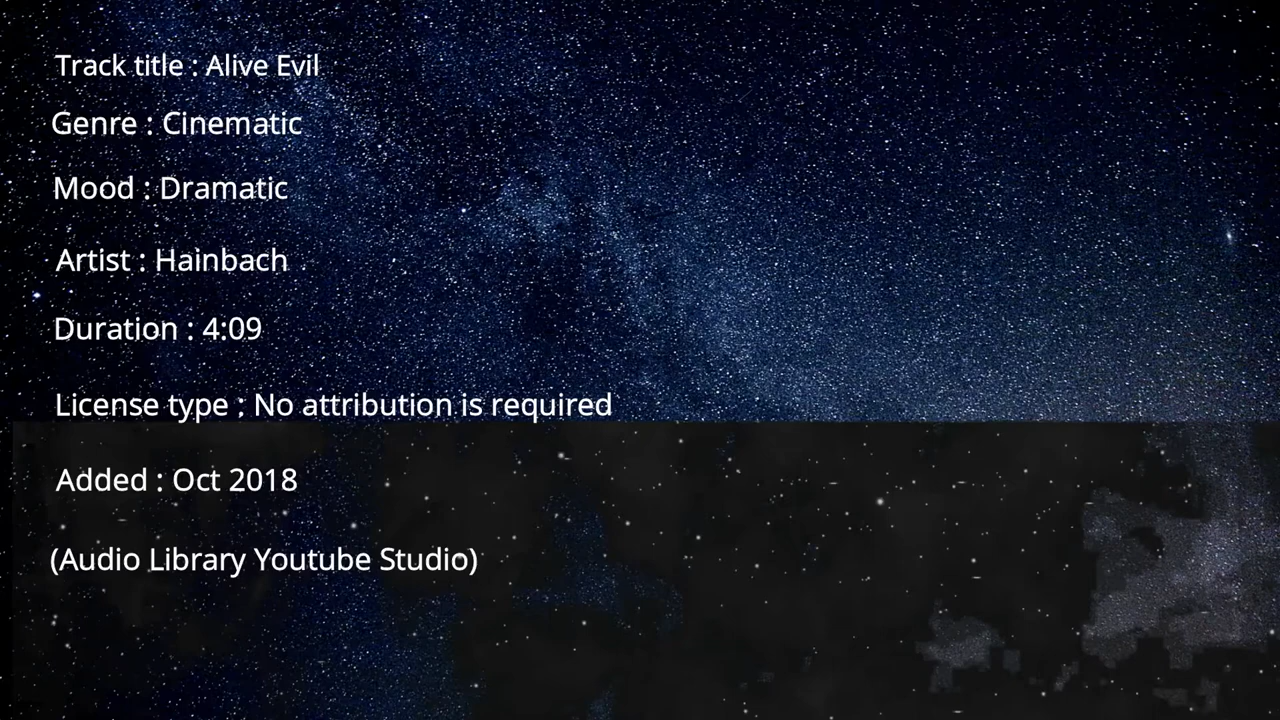 Track title : Alive Evil
Genre : Cinematic
Mood : Dramatic
Artist : Hainbach
Duration : 4:09
License type : No attribution is required
Added : Oct 2018
(Audio Library Youtube Studio)